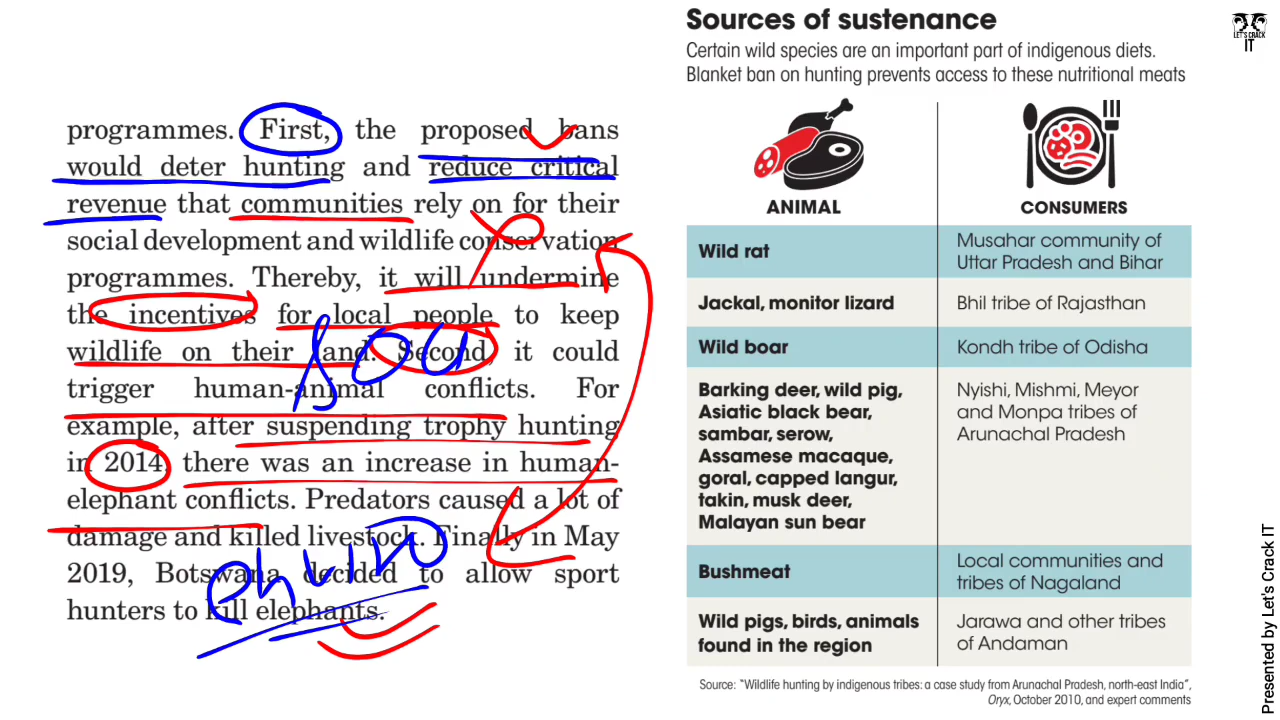 programmes. First, the proposed bans
would deter hunting and reduce critical
revenue that communities rely on for their
social development and wildlife conservation
programmes. Thereby, it will undermine
the incentives for local people to keep
wildlife on their land. Second, it could
trigger human-animal conflicts. For
example, after suspending trophy hunting
in 2014, there was an increase in human-
elephant conflicts. Predators caused a lot of
damage and killed livestock. Finally in May
2019, Botswana decided to allow sport
hunters to kill elephants.
Sources of sustenance
Certain wild species are an important part of indigenous diets.
Blanket ban on hunting prevents access to these nutritional meats
ANIMAL
CONSUMERS
Wild rat
Musahar community of
Uttar Pradesh and Bihar
Jackal, monitor lizard
Bhil tribe of Rajasthan
Wild boar
Kondh tribe of Odisha
Barking deer, wild pig,
Asiatic black bear,
sambar, serow,
Assamese macaque,
goral, capped langur,
takin, musk deer,
Malayan sun bear
Nyishi, Mishmi, Meyor
and Monpa tribes of
Arunachal Pradesh
Bushmeat
Local communities and
tribes of Nagaland
Wild pigs, birds, animals
found in the region
Jarawa and other tribes
of Andaman
Source: "Wildlife hunting by indigenous tribes: a case study from Arunachal Pradesh, north-east India",
Oryx, October 2010, and expert comments
LET'S CRACK
IT
Presented by Let's Crack IT